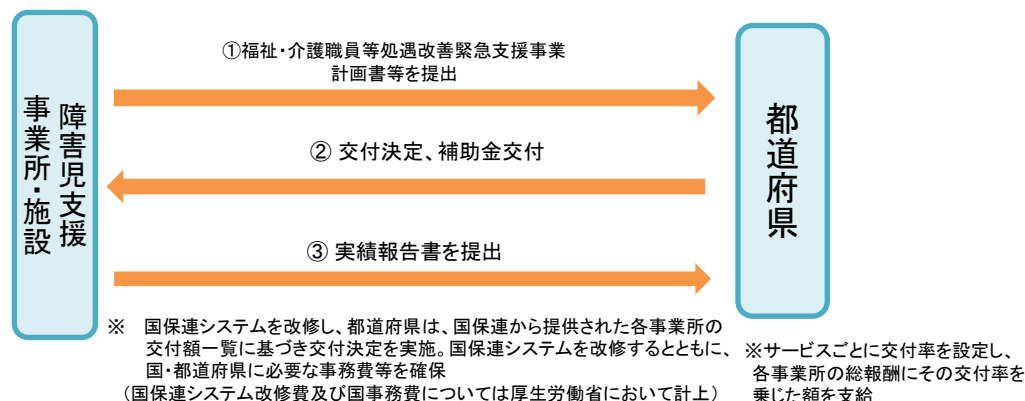 ①福祉・介護職員等処遇改善緊急支援事業
計画書等を提出
障害児支援
事業所・施設
都道府県
② 交付決定、補助金交付
③ 実績報告書を提出
※　国保連システムを改修し、都道府県は、国保連から提供された各事業所の
交付額一覧に基づき交付決定を実施。国保連システムを改修するとともに、
国・都道府県に必要な事務費等を確保
（国保連システム改修費及び国事務費については厚生労働省において計上）
※サービスごとに交付率を設定し、
各事業所の総報酬にその交付率を
乗じた額を支給